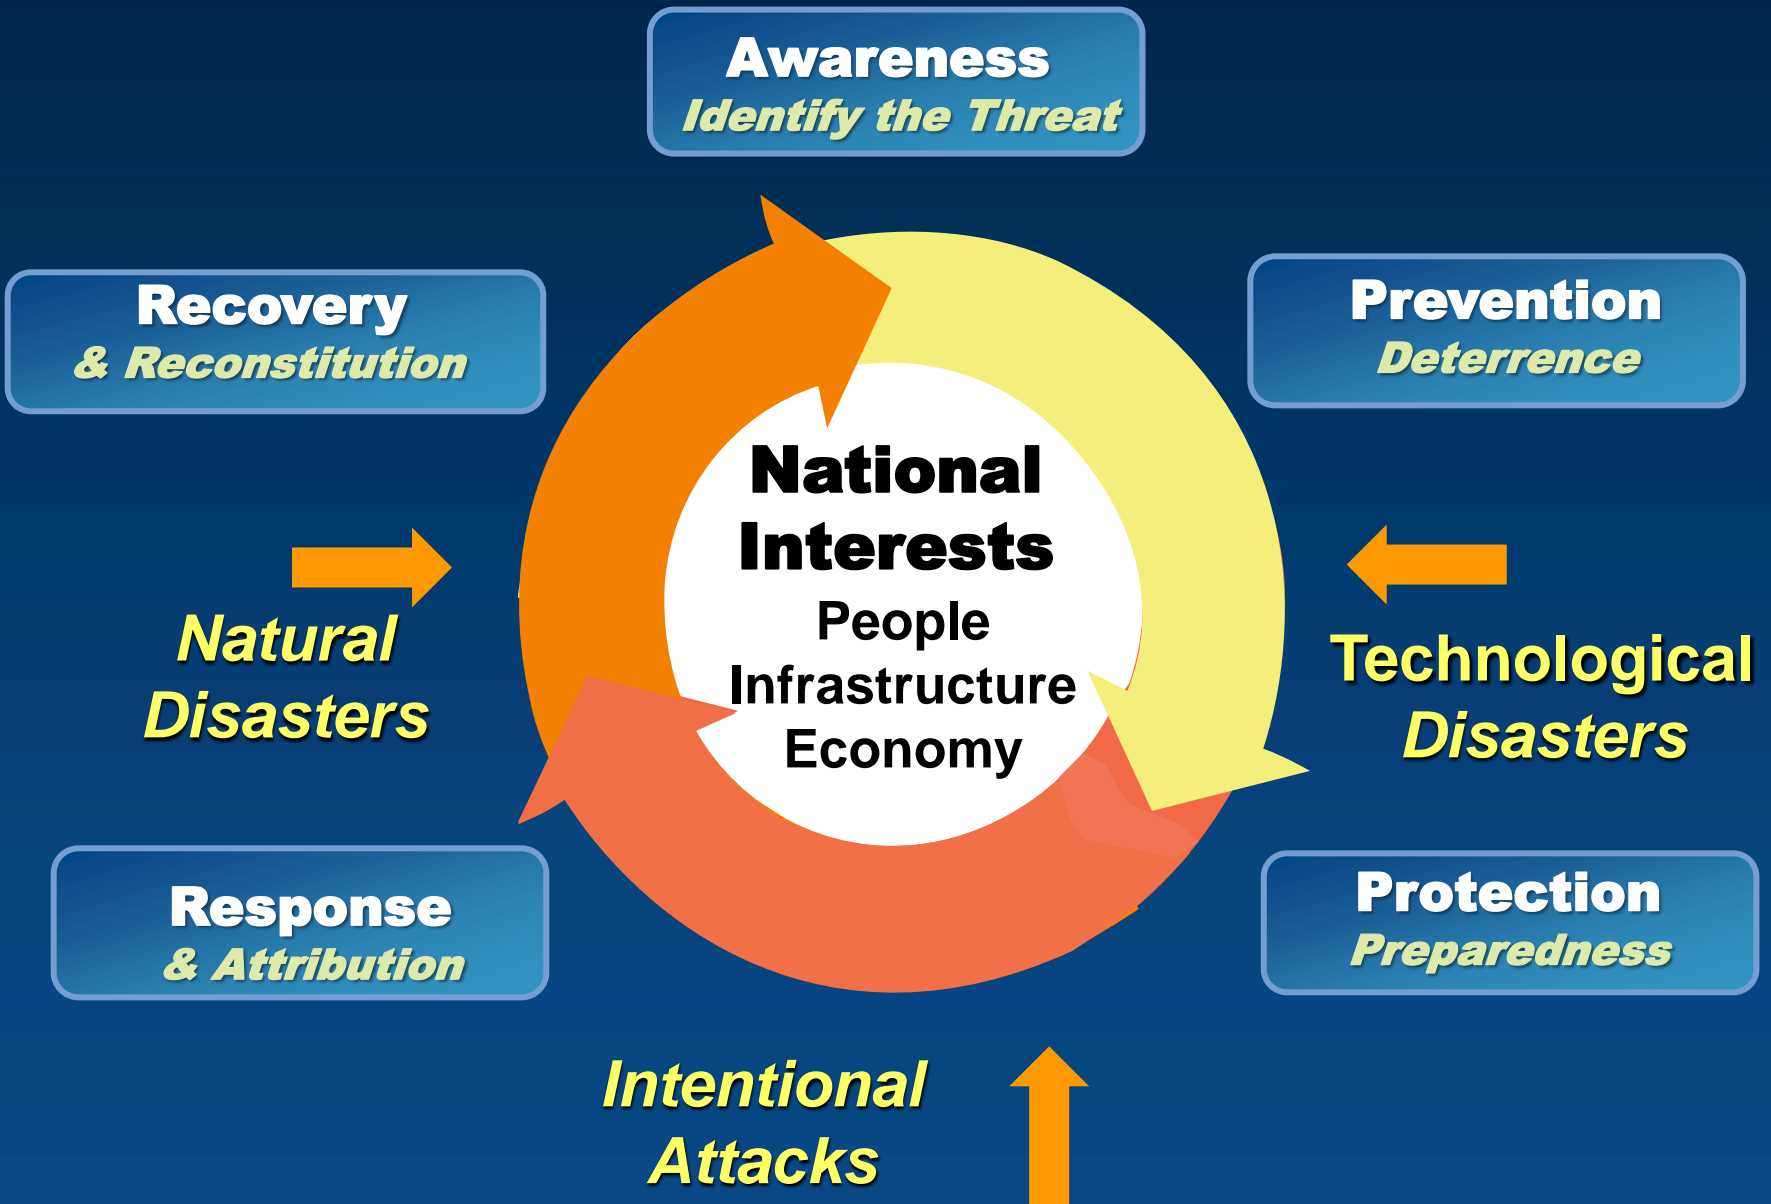 Awareness
Identify the Threat
Recovery
& Reconstitution
Prevention
Deterrence
National
Interests
People
Infrastructure
Economy
Natural
Disasters
Technological
Disasters
Response
& Attribution
Protection
Preparedness
Intentional
Attacks